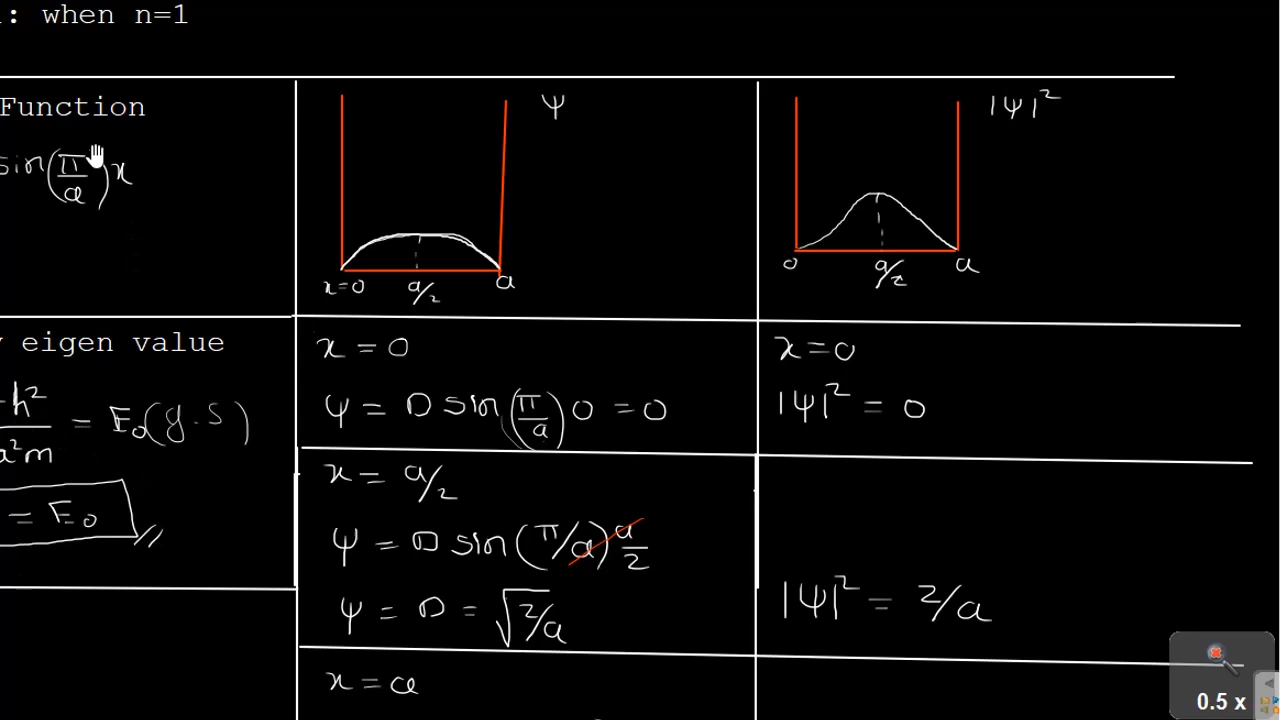 : when n=1
Function
sin(π/a)x
ψ
x=0 a/2 a
|ψ|²
0 a/2 a
eigen value
ħ²/a²m = E₀(g.s)
= E₀ //
x = 0
ψ = D sin(π/a)0 = 0
x = a/2
ψ = D sin(π/a)a/2
ψ = D = √2/a
x = a
x=0
|ψ|² = 0
|ψ|² = 2/a
0.5 x